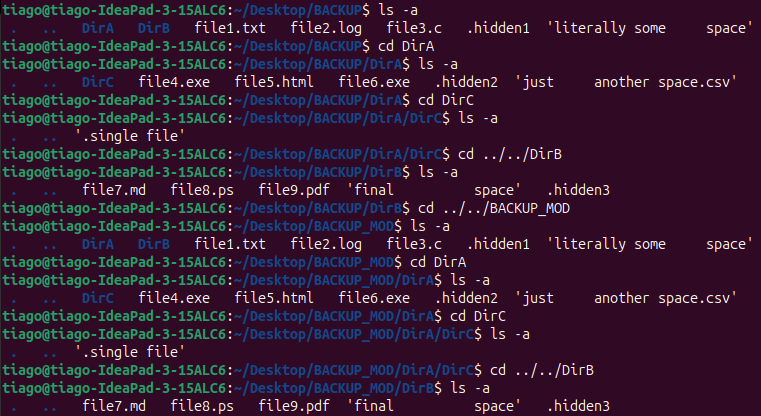 tiago@tiago-IdeaPad-3-15ALC6:~/Desktop/BACKUP$ ls -a
.   ..   DirA   DirB   file1.txt   file2.log   file3.c   .hidden1  'literally some     space'
tiago@tiago-IdeaPad-3-15ALC6:~/Desktop/BACKUP$ cd DirA
tiago@tiago-IdeaPad-3-15ALC6:~/Desktop/BACKUP/DirA$ ls -a
.   ..   DirC   file4.exe   file5.html   file6.exe   .hidden2  'just     another space.csv'
tiago@tiago-IdeaPad-3-15ALC6:~/Desktop/BACKUP/DirA$ cd DirC
tiago@tiago-IdeaPad-3-15ALC6:~/Desktop/BACKUP/DirA/DirC$ ls -a
.   ..  '.single file'
tiago@tiago-IdeaPad-3-15ALC6:~/Desktop/BACKUP/DirA/DirC$ cd ../../DirB
tiago@tiago-IdeaPad-3-15ALC6:~/Desktop/BACKUP/DirB$ ls -a
.   ..   file7.md   file8.ps   file9.pdf  'final          space'   .hidden3
tiago@tiago-IdeaPad-3-15ALC6:~/Desktop/BACKUP/DirB$ cd ../../BACKUP_MOD
tiago@tiago-IdeaPad-3-15ALC6:~/Desktop/BACKUP_MOD$ ls -a
.   ..   DirA   DirB   file1.txt   file2.log   file3.c   .hidden1  'literally some     space'
tiago@tiago-IdeaPad-3-15ALC6:~/Desktop/BACKUP_MOD$ cd DirA
tiago@tiago-IdeaPad-3-15ALC6:~/Desktop/BACKUP_MOD/DirA$ ls -a
.   ..   DirC   file4.exe   file5.html   file6.exe   .hidden2  'just     another space.csv'
tiago@tiago-IdeaPad-3-15ALC6:~/Desktop/BACKUP_MOD/DirA$ cd DirC
tiago@tiago-IdeaPad-3-15ALC6:~/Desktop/BACKUP_MOD/DirA/DirC$ ls -a
.   ..  '.single file'
tiago@tiago-IdeaPad-3-15ALC6:~/Desktop/BACKUP_MOD/DirA/DirC$ cd ../../DirB
tiago@tiago-IdeaPad-3-15ALC6:~/Desktop/BACKUP_MOD/DirB$ ls -a
.   ..   file7.md   file8.ps   file9.pdf  'final          space'   .hidden3